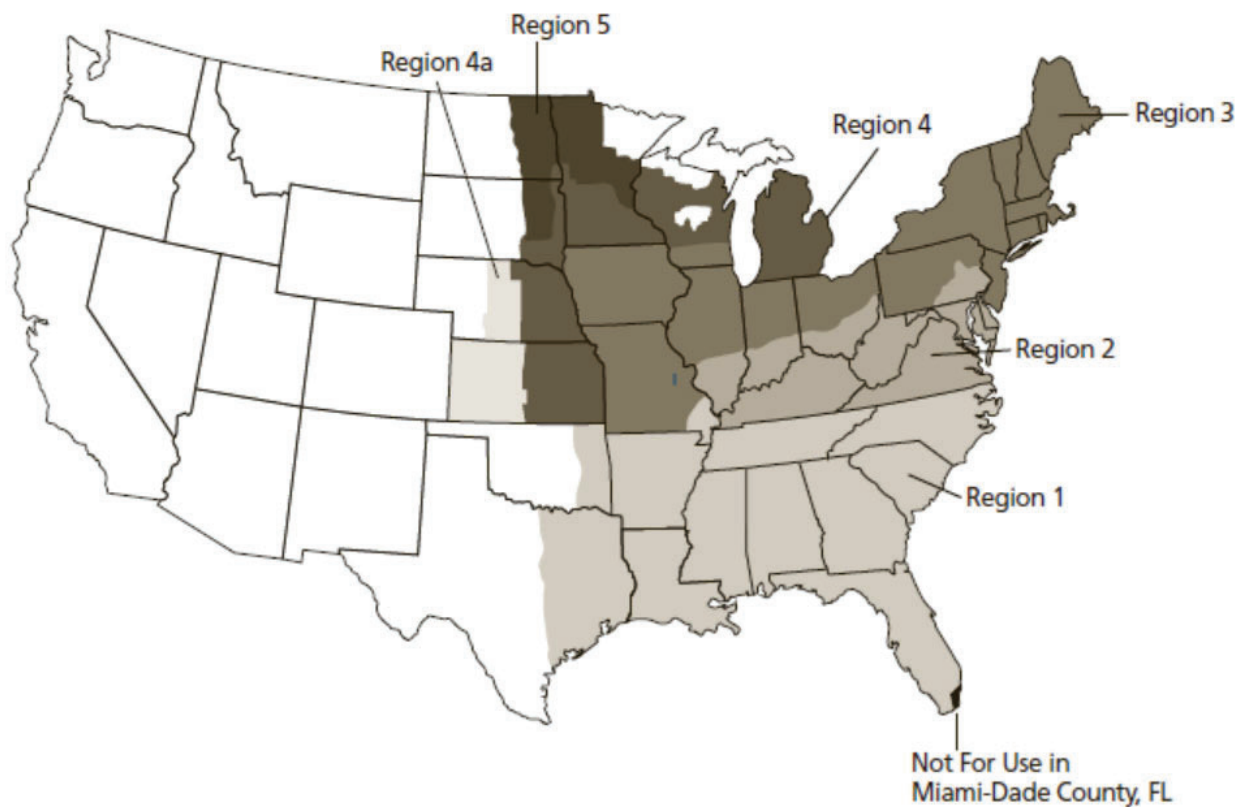 Region 5
Region 4a
Region 4
Region 3
Region 2
Region 1
Not For Use in
Miami-Dade County, FL